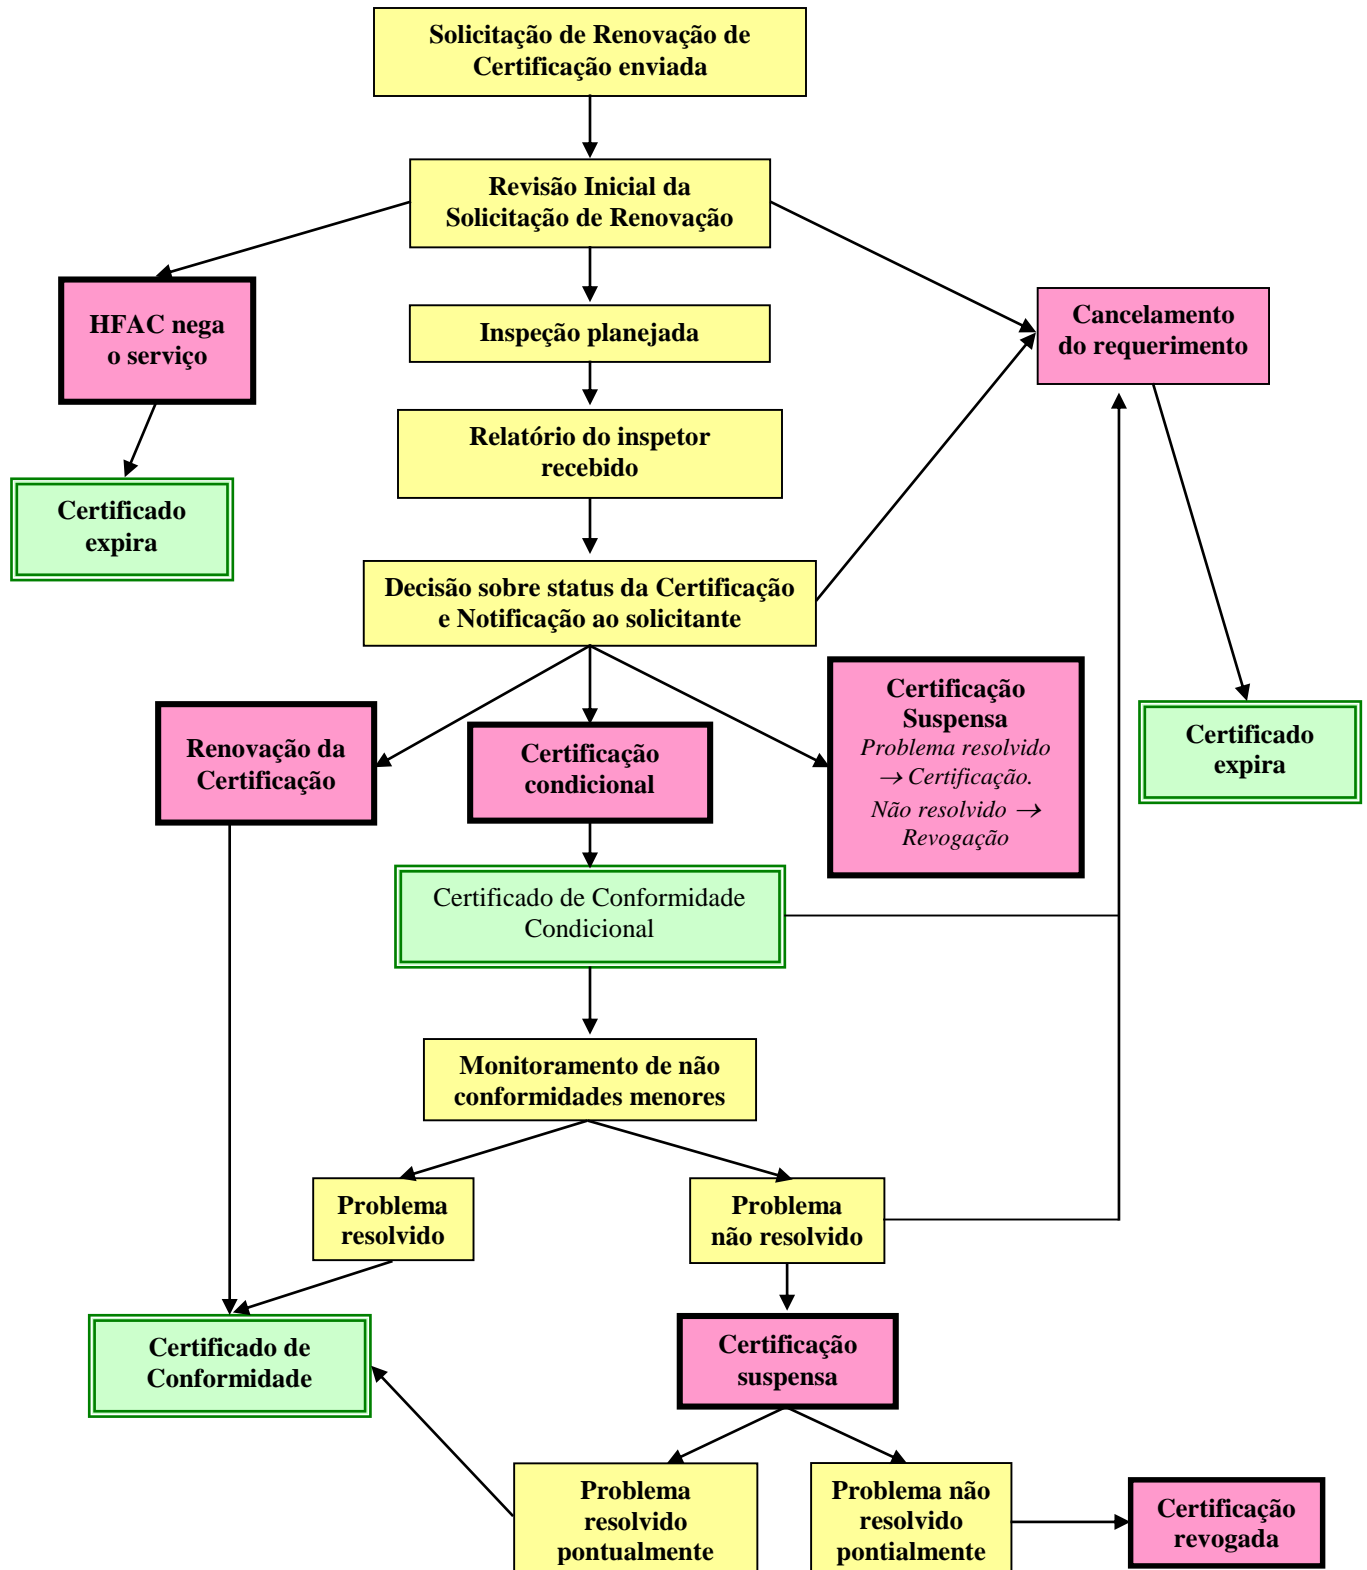 Solicitação de Renovação de
Certificação enviada
Revisão Inicial da
Solicitação de Renovação
HFAC nega
o serviço
Inspeção planejada
Cancelamento
do requerimento
Relatório do inspetor
recebido
Certificado
expira
Decisão sobre status da Certificação
e Notificação ao solicitante
Renovação da
Certificação
Certificação
condicional
Certificação
Suspensa
Problema resolvido
→ Certificação.
Não resolvido →
Revogação
Certificado
expira
Certificado de Conformidade
Condicional
Monitoramento de não
conformidades menores
Problema
resolvido
Problema
não resolvido
Certificado de
Conformidade
Certificação
suspensa
Problema
resolvido
pontualmente
Problema não
resolvido
pontialmente
Certificação
revogada